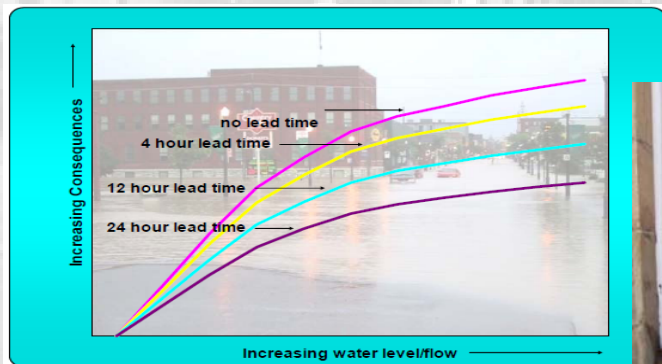 Increasing Consequences
no lead time
4 hour lead time
12 hour lead time
24 hour lead time
Increasing water level/flow